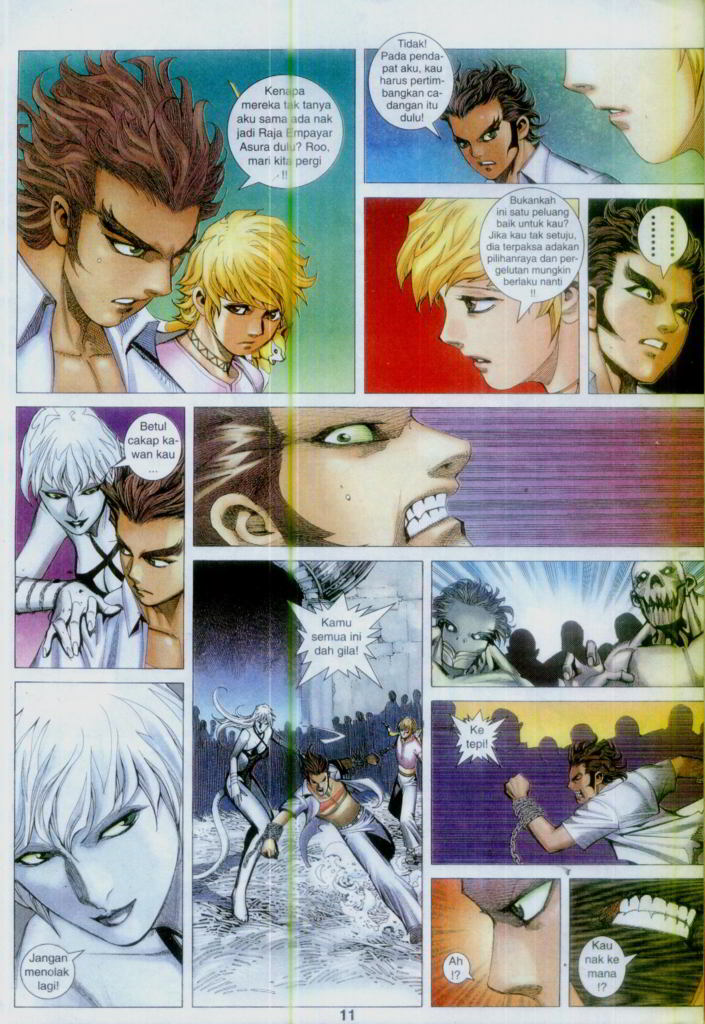 Kenapa
mereka tak tanya
aku sama ada nak
jadi Raja Empayar
Asura dulu? Roo,
mari kita pergi
!!
Tidak!
Pada penda-
pat aku, kau
harus pertim-
bangkan ca-
dangan itu
dulu!
Bukankah
ini satu peluang
baik untuk kau?
Jika kau tak setuju,
dia terpaksa adakan
pilihanraya dan per-
gelutan mungkin
berlaku nanti
!!
Betul
cakap ka-
wan kau
...
Jangan
menolak
lagi!
Kamu
semua ini
dah gila!
Ke
tepi!
Ah
!?
Kau
nak ke
mana
!?
11